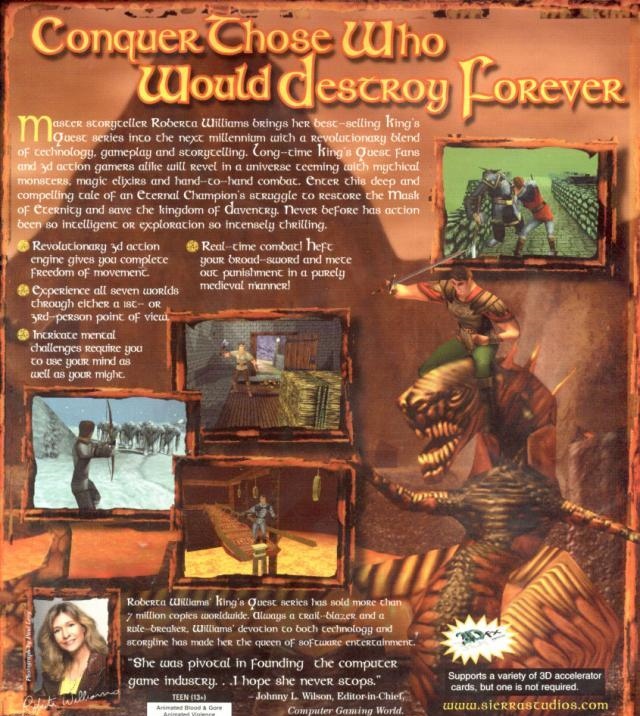 Conquer Those Who
Would destroy Forever
Master storyteller Roberta Williams brings her best-selling King's
Quest series into the next millennium with a revolutionary blend
of technology, gameplay and storytelling. Long-time King's Quest fans
and 3d action gamers alike will revel in a universe teeming with mythical
monsters, magic elixirs and hand-to-hand combat. Enter this deep and
compelling tale of an Eternal Champion's struggle to restore the Mask
of Eternity and save the kingdom of daventry. Never before has action
been so intelligent or exploration so intensely thrilling.
Revolutionary 3d action
engine gives you complete
freedom of movement.
Experience all seven worlds
through either a 1st- or
3rd-person point of view.
Intricate mental
challenges require you
to use your mind as
well as your might.
Real-time combat! heft
your broad-sword and mete
out punishment in a purely
medieval manner!
Roberta Williams' King's Quest series has sold more than
7 million copies worldwide. Always a trail-blazer and a
rule-breaker, Williams' devotion to both technology and
storyline has made her the queen of software entertainment.
"She was pivotal in founding the computer
game industry. . .I hope she never stops."
– Johnny L. Wilson, Editor-in-Chief,
Computer Gaming World.
Roberta Williams
TEEN (13+)
Animated Blood & Gore
Animated Violence
3Dfx
Supports a variety of 3D accelerator
cards, but one is not required.
www.sierrastudios.com